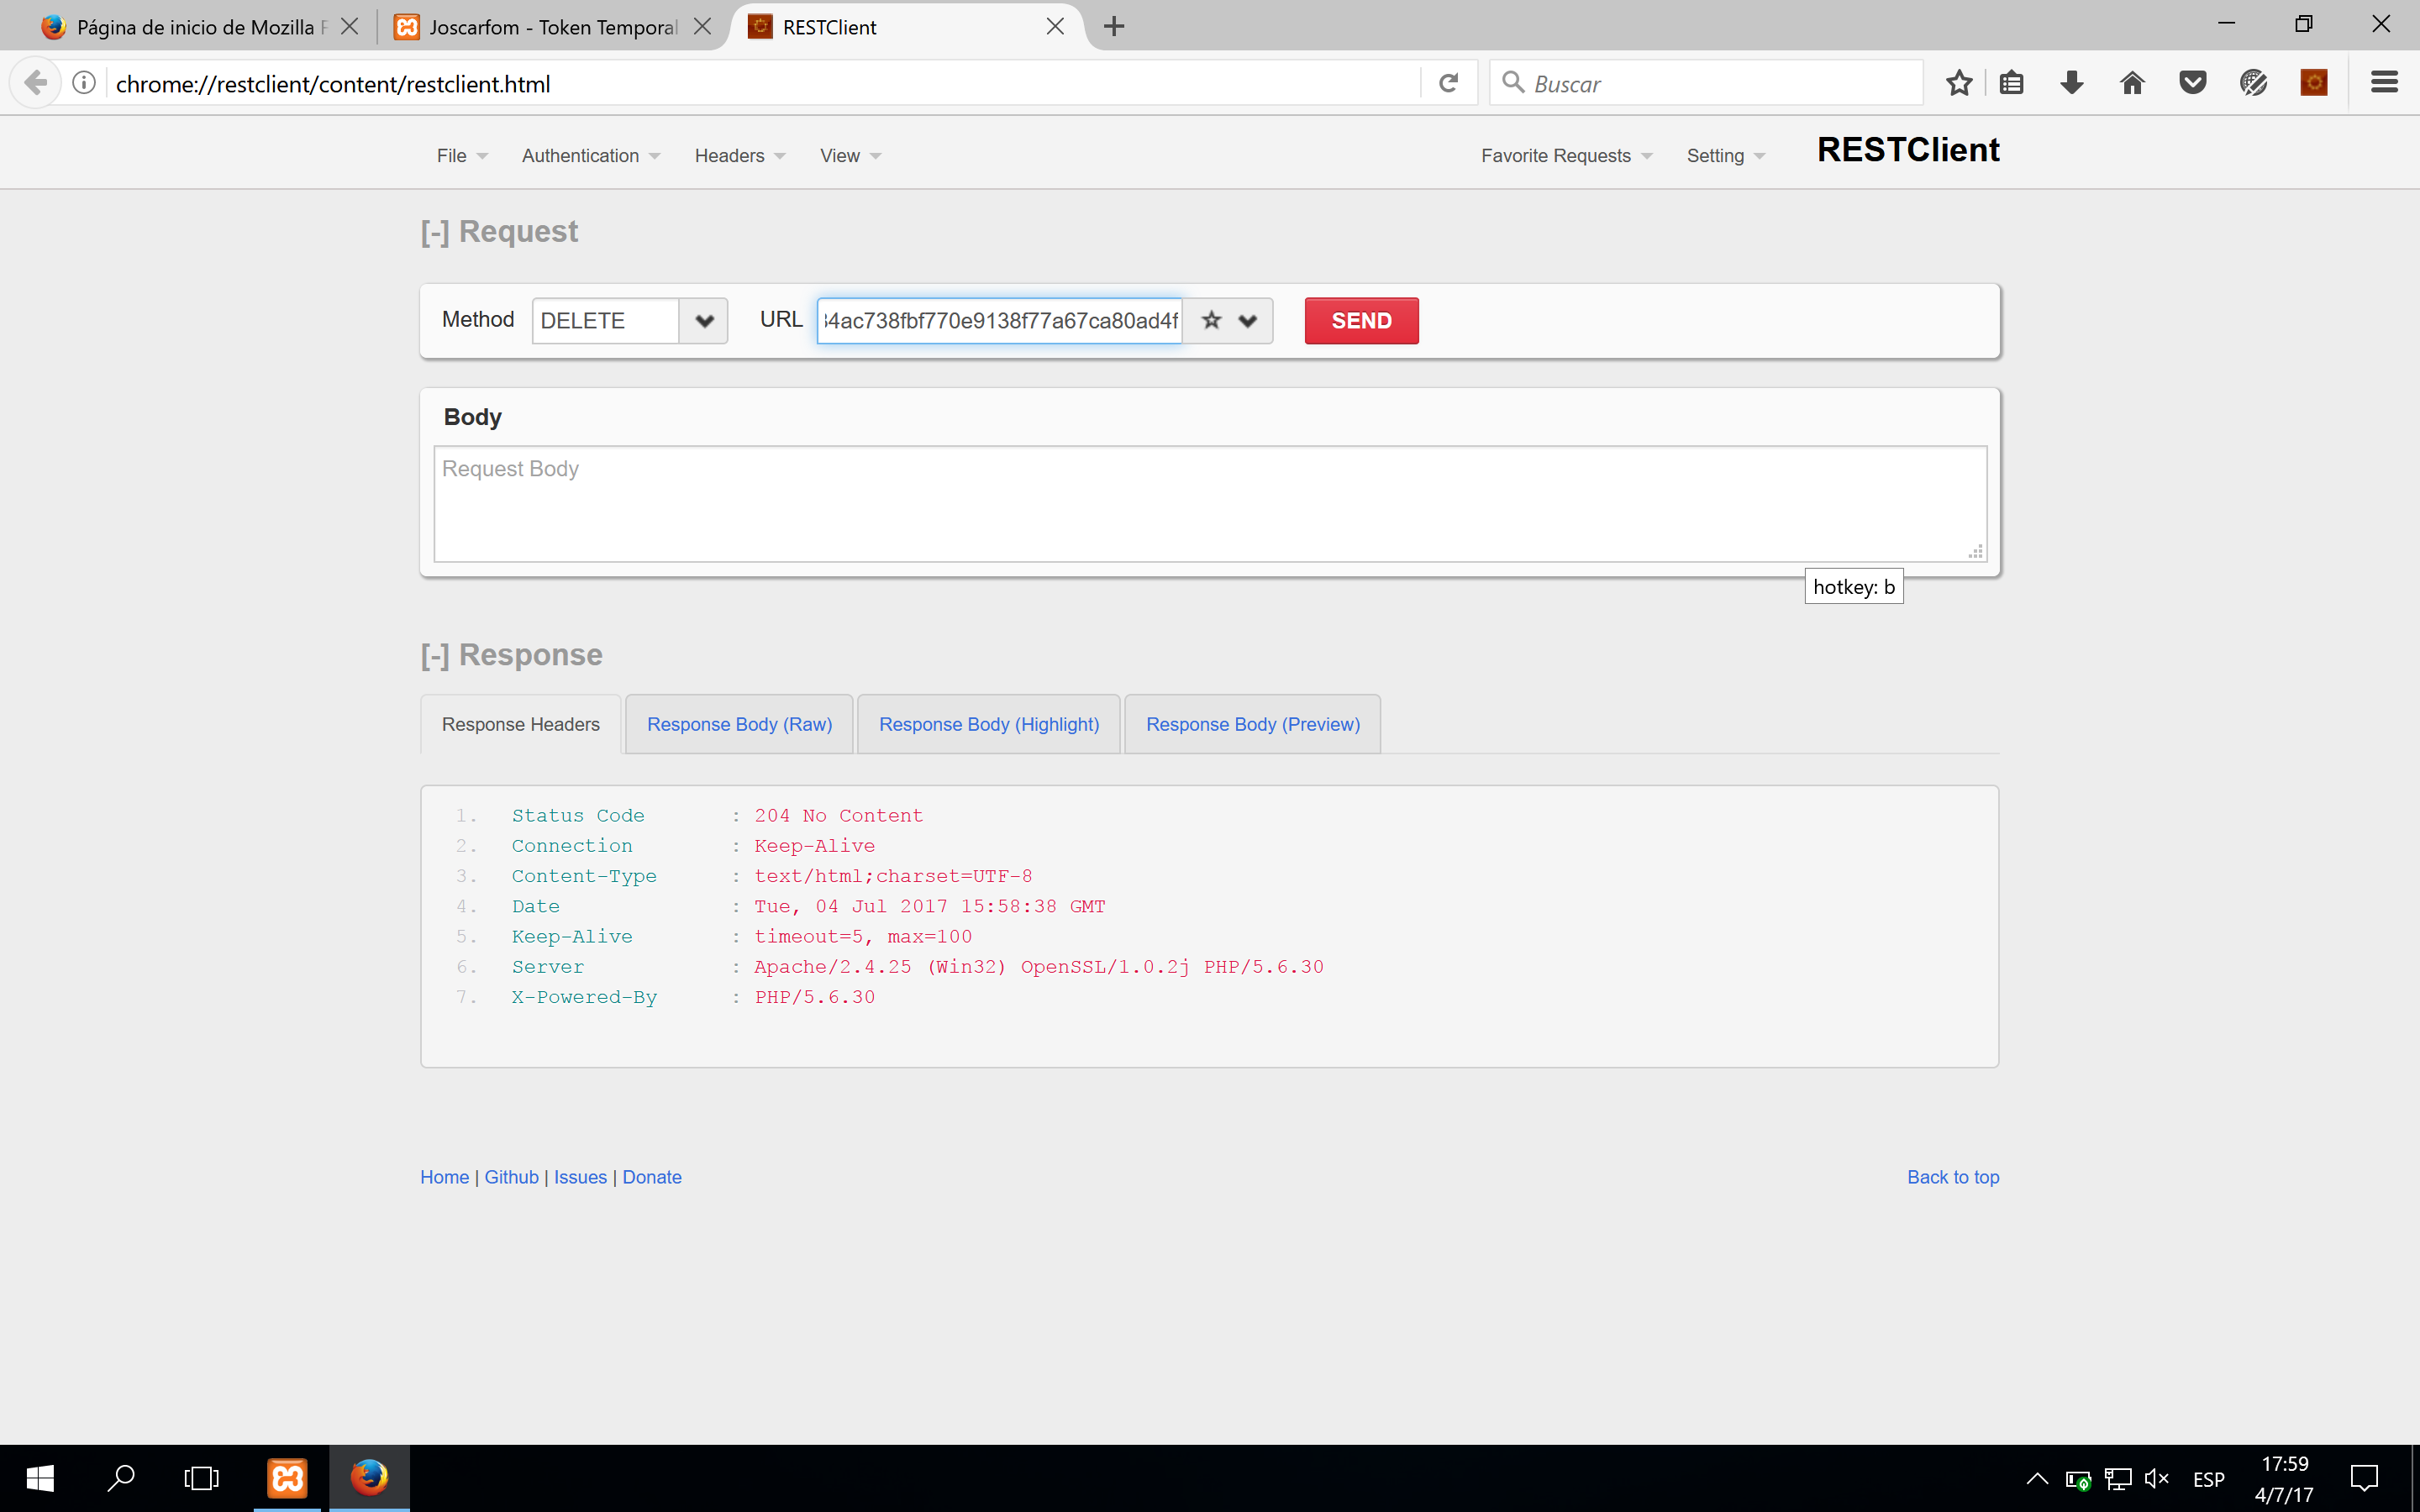 Página de inicio de Mozilla F
Joscarfom - Token Temporal
RESTClient
chrome://restclient/content/restclient.html
Buscar
File
Authentication
Headers
View
Favorite Requests
Setting
RESTClient
[-] Request
Method
DELETE
URL
34ac738fbf770e9138f77a67ca80ad4f
SEND
Body
Request Body
hotkey: b
[-] Response
Response Headers
Response Body (Raw)
Response Body (Highlight)
Response Body (Preview)
1. Status Code : 204 No Content
2. Connection : Keep-Alive
3. Content-Type : text/html;charset=UTF-8
4. Date : Tue, 04 Jul 2017 15:58:38 GMT
5. Keep-Alive : timeout=5, max=100
6. Server : Apache/2.4.25 (Win32) OpenSSL/1.0.2j PHP/5.6.30
7. X-Powered-By : PHP/5.6.30
Home | Github | Issues | Donate
Back to top
ESP
17:59
4/7/17